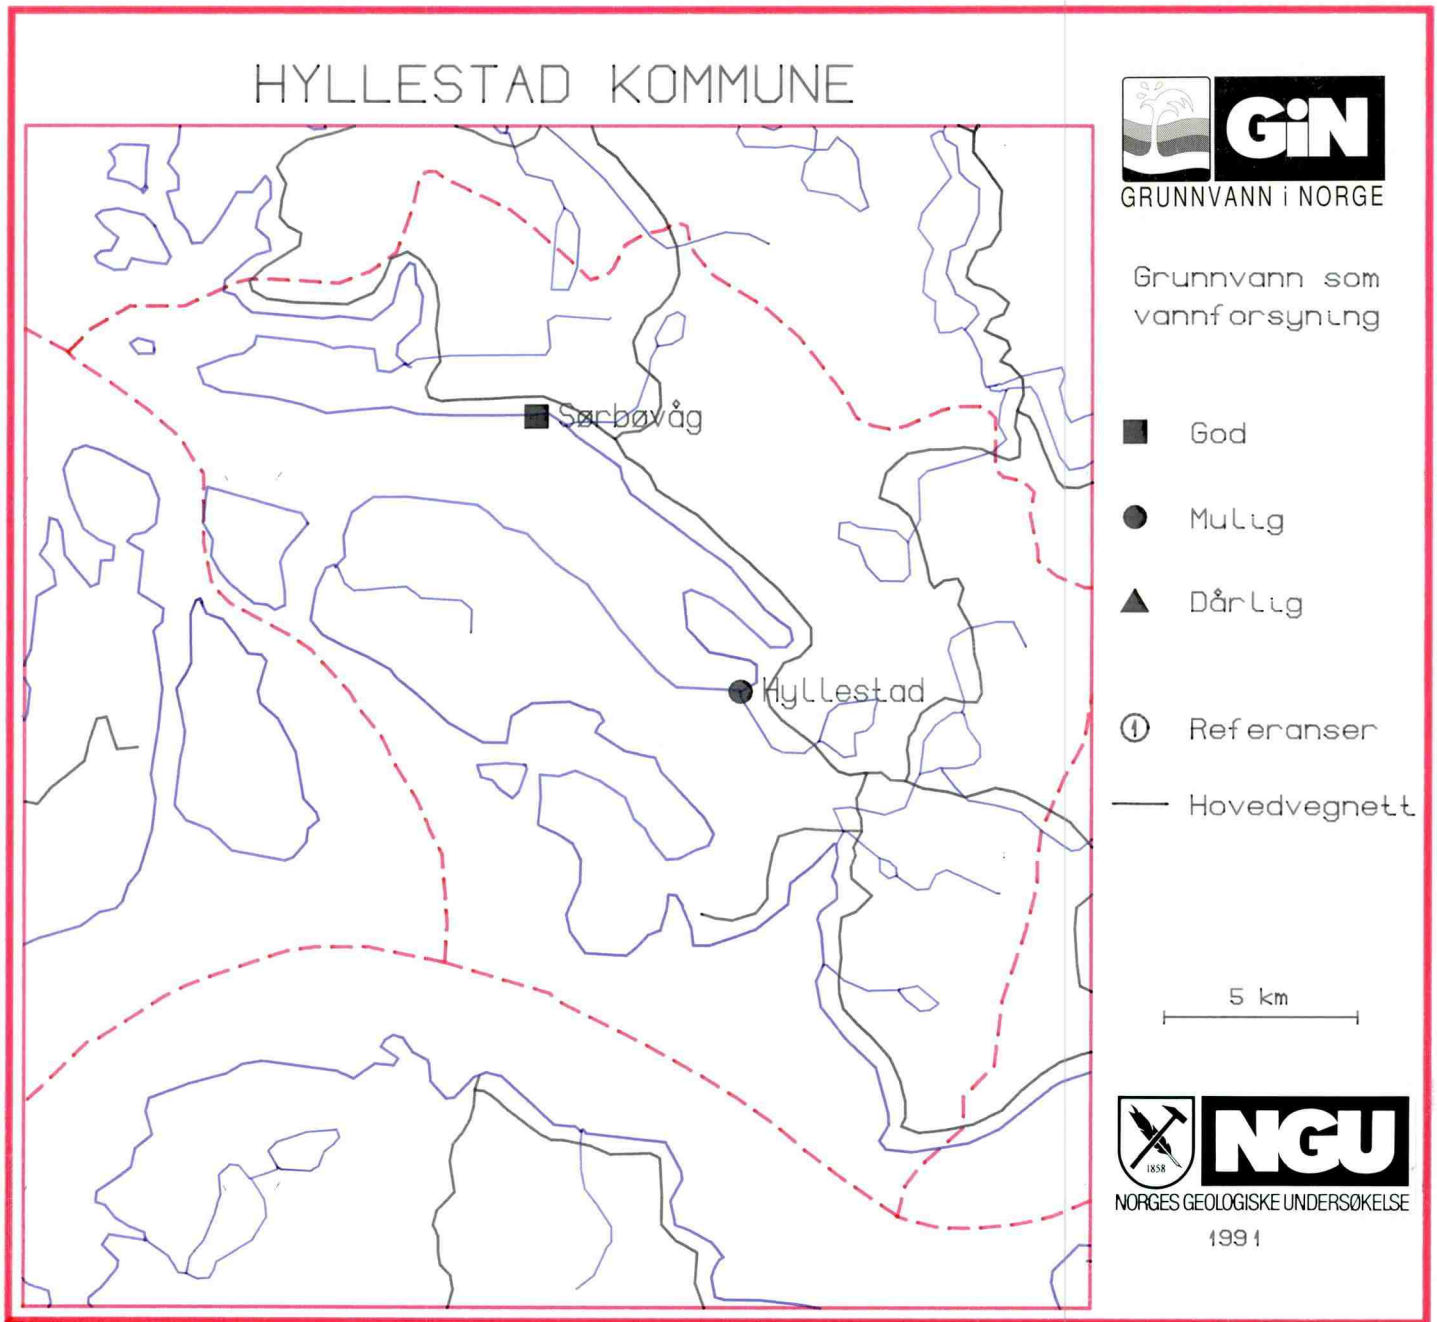 HYLLESTAD KOMMUNE
GiN
GRUNNVANN i NORGE
Grunnvann som
vannforsyning
God
Mulig
Dårlig
1 Referanser
Hovedvegnett
Sørbøvåg
Hyllestad
5 km
1858
NGU
NORGES GEOLOGISKE UNDERSØKELSE
1991